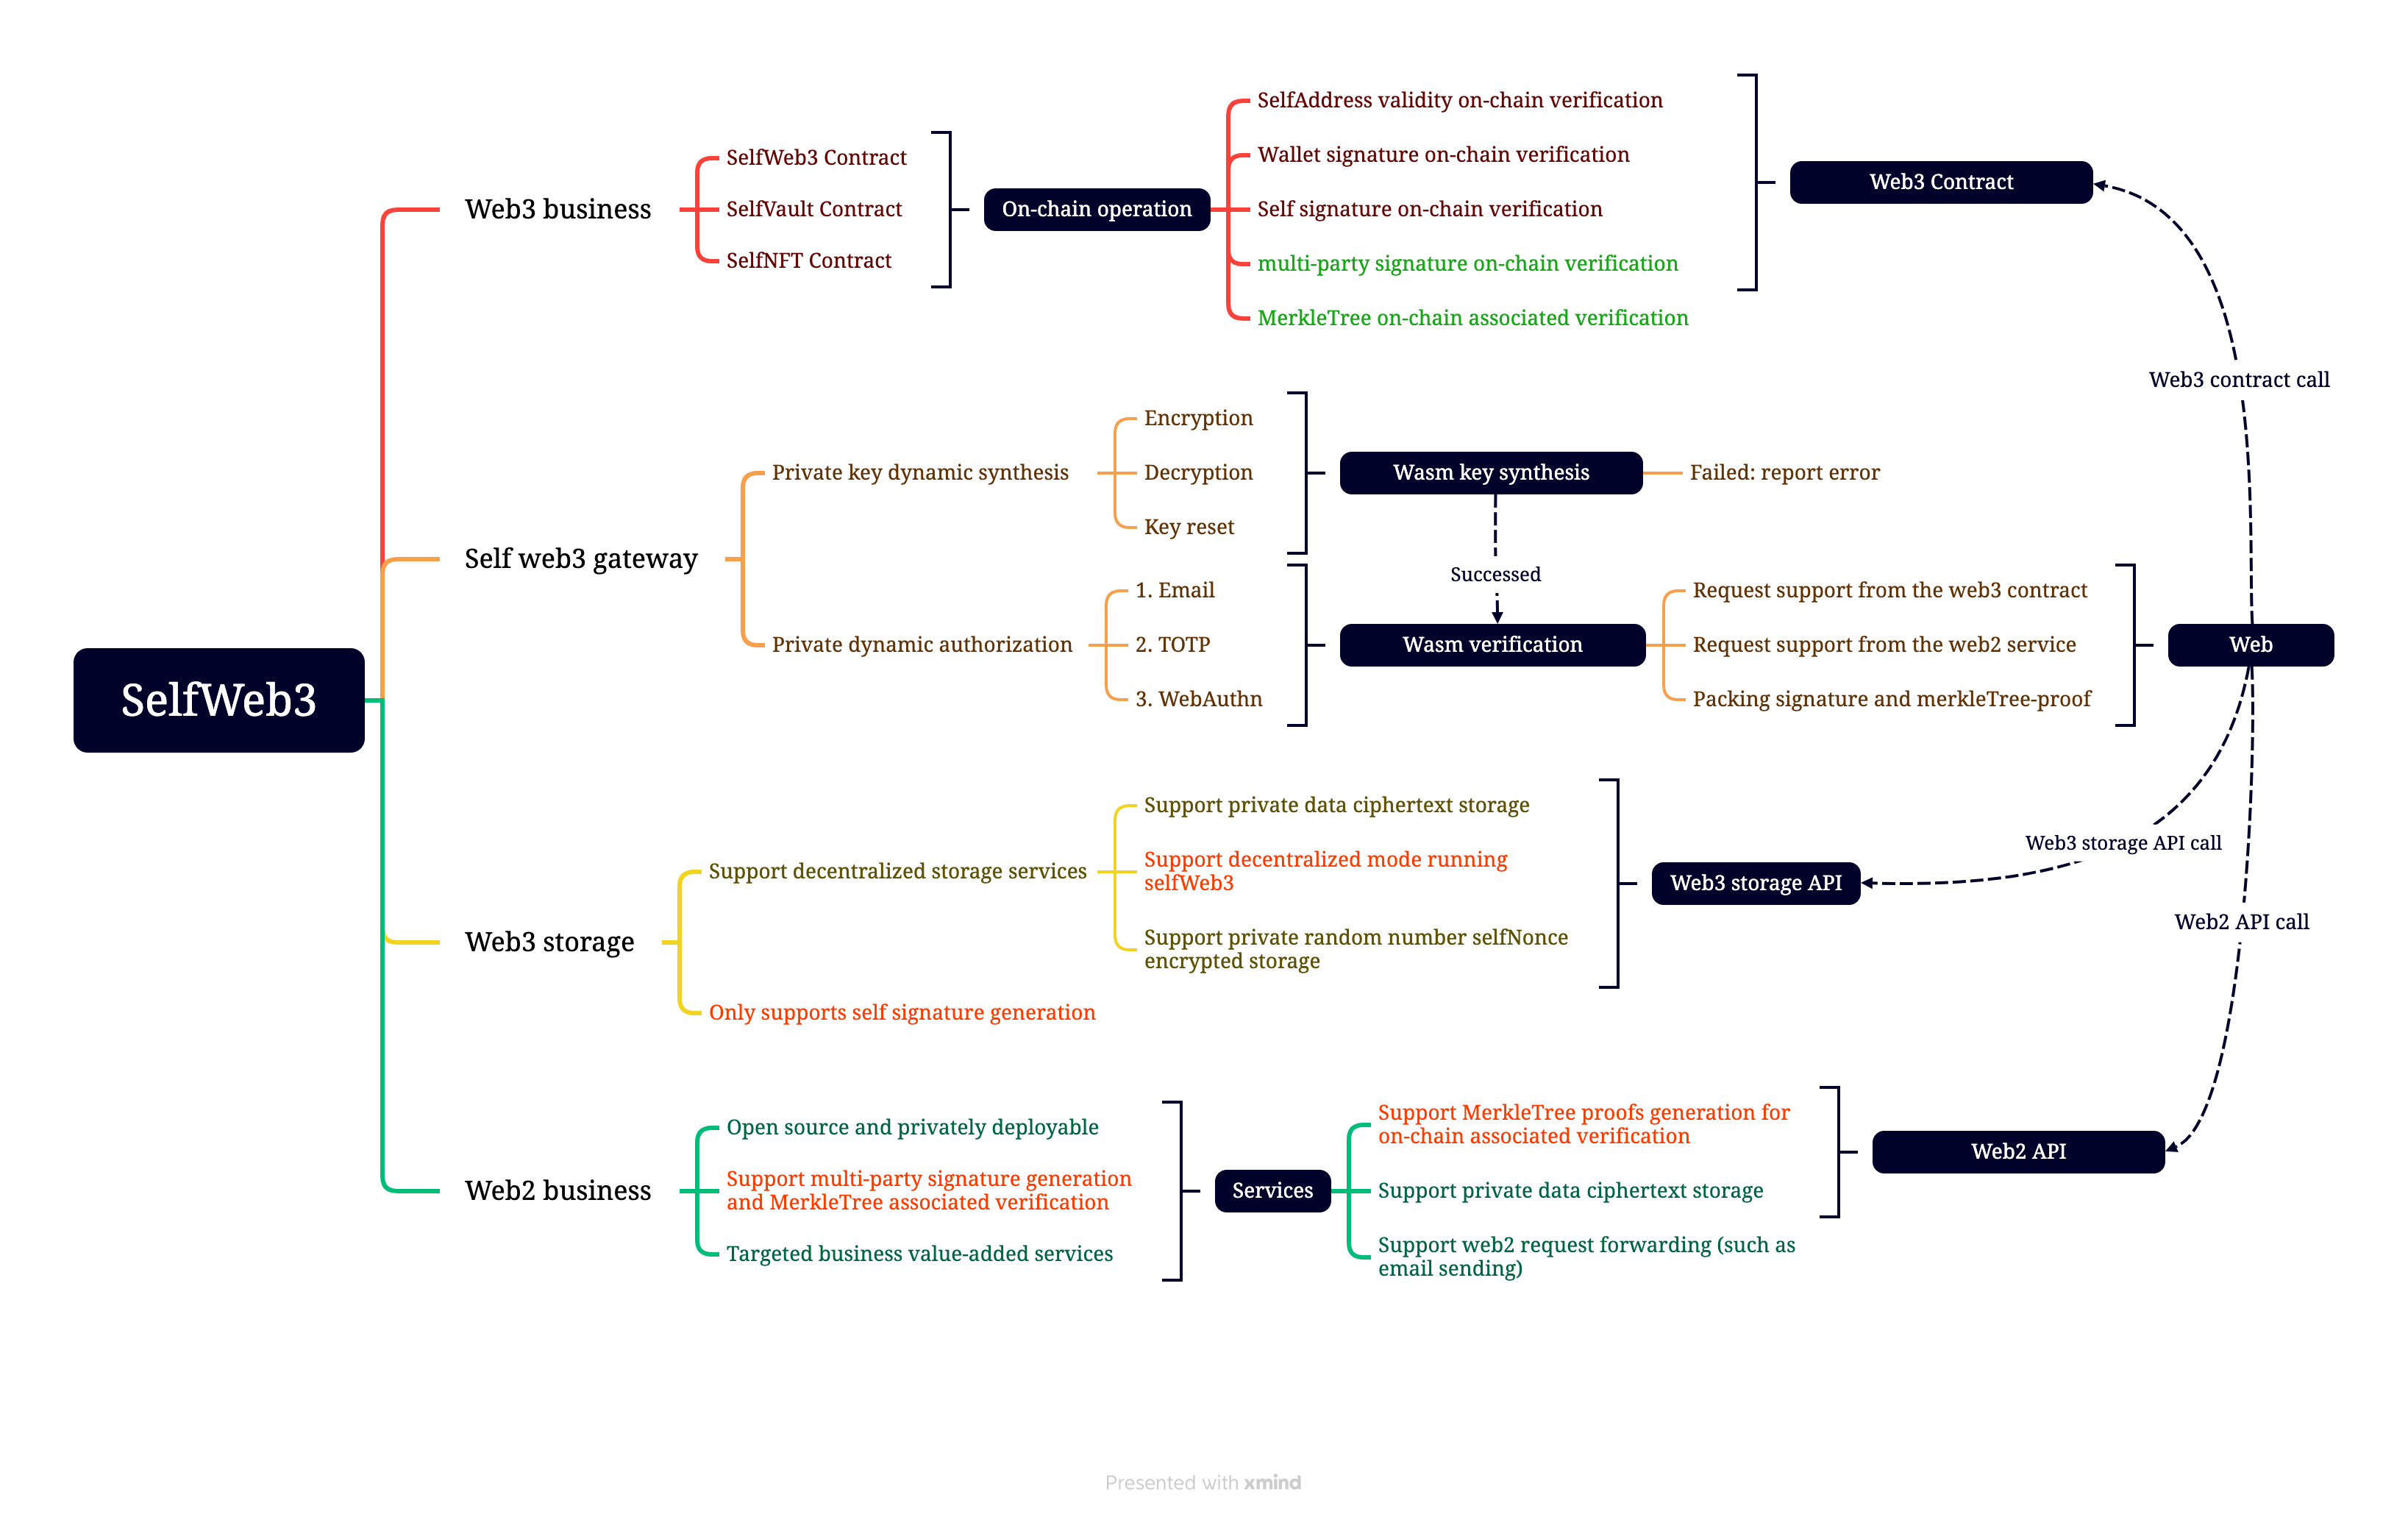 SelfWeb3
Web3 business
SelfWeb3 Contract
SelfVault Contract
SelfNFT Contract
On-chain operation
SelfAddress validity on-chain verification
Wallet signature on-chain verification
Self signature on-chain verification
multi-party signature on-chain verification
MerkleTree on-chain associated verification
Web3 Contract
Web3 contract call
Self web3 gateway
Private key dynamic synthesis
Encryption
Decryption
Key reset
Wasm key synthesis
Failed: report error
Successed
Private dynamic authorization
1. Email
2. TOTP
3. WebAuthn
Wasm verification
Request support from the web3 contract
Request support from the web2 service
Packing signature and merkleTree-proof
Web
Web3 storage
Support decentralized storage services
Support private data ciphertext storage
Support decentralized mode running
selfWeb3
Support private random number selfNonce
encrypted storage
Web3 storage API
Web3 storage API call
Only supports self signature generation
Web2 API call
Web2 business
Open source and privately deployable
Support multi-party signature generation
and MerkleTree associated verification
Targeted business value-added services
Services
Support MerkleTree proofs generation for
on-chain associated verification
Support private data ciphertext storage
Support web2 request forwarding (such as
email sending)
Web2 API
Presented with xmind